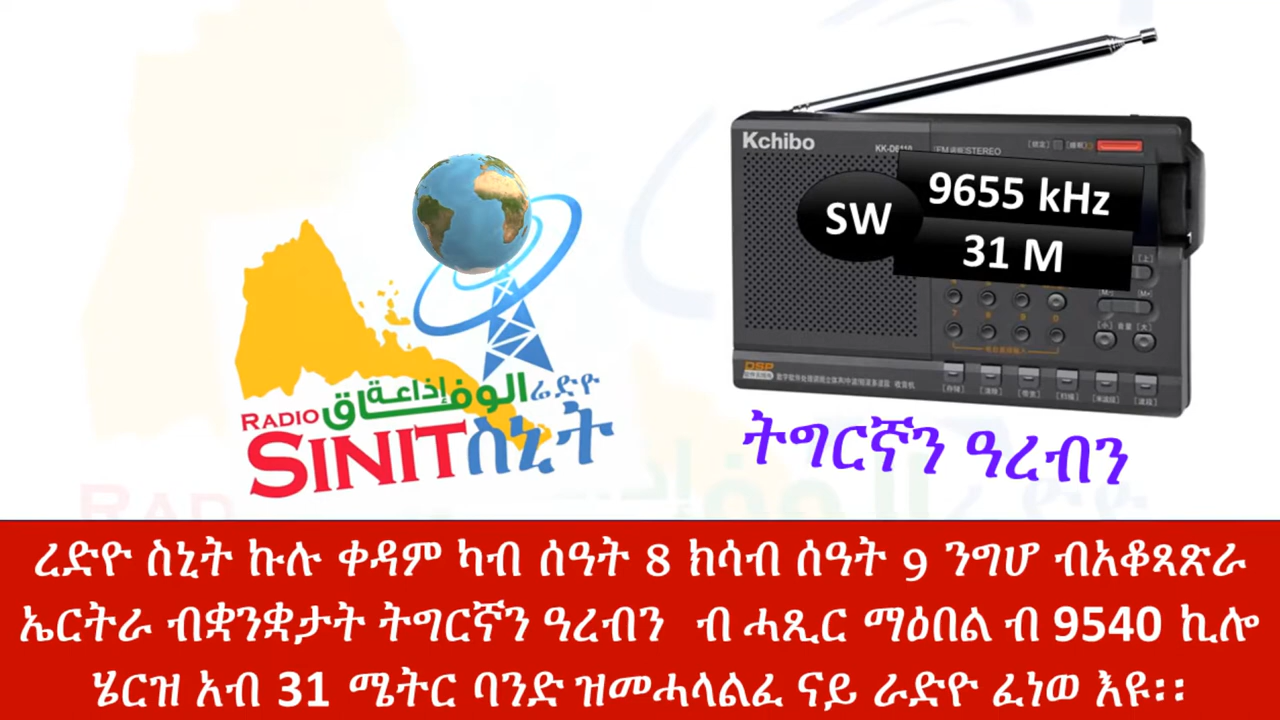 Kchibo
STEREO
SW
9655 kHz
31 M
DSP
إذاعة
الوفاق
ሬድዮ
RADIO
SINIT
ስኒት
ትግርኛን ዓረብን
ረድዮ ስኒት ኩሉ ቀዳም ካብ ሰዓት 8 ክሳብ ሰዓት 9 ንግሆ ብአቆጻጽራ
ኤርትራ ብቋንቋታት ትግርኛን ዓረብን ብ ሓጺር ማዕበል ብ 9540 ኪሎ
ሄርዝ አብ 31 ሜትር ባንድ ዝመሓላልፈ ናይ ራድዮ ፈነወ እዩ፡፡